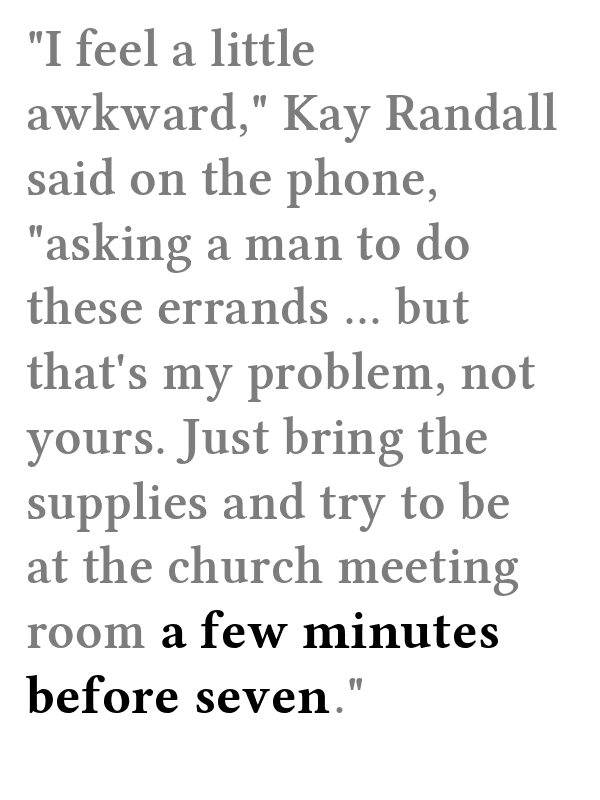 "I feel a little
awkward," Kay Randall
said on the phone,
"asking a man to do
these errands ... but
that's my problem, not
yours. Just bring the
supplies and try to be
at the church meeting
room a few minutes
before seven."